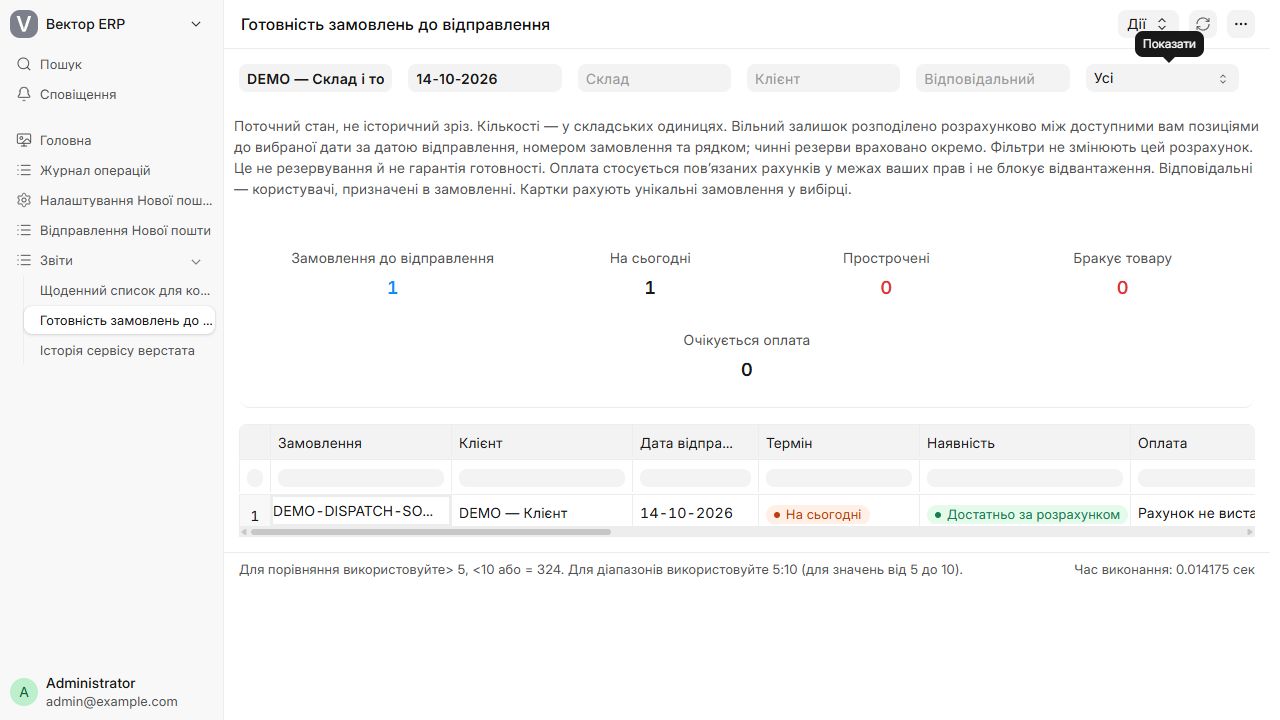 Вектор ERP
Пошук
Сповіщення
Головна
Журнал операцій
Налаштування Нової пош...
Відправлення Нової пошти
Звіти
Щоденний список для ко...
Готовність замовлень до ...
Історія сервісу верстата
A
Administrator
admin@example.com
Готовність замовлень до відправлення
Дії
Показати
DEMO — Склад і то
14-10-2026
Склад
Клієнт
Відповідальний
Усі
Поточний стан, не історичний зріз. Кількості — у складських одиницях. Вільний залишок розподілено розрахунково між доступними вам позиціями
до вибраної дати за датою відправлення, номером замовлення та рядком; чинні резерви враховано окремо. Фільтри не змінюють цей розрахунок.
Це не резервування й не гарантія готовності. Оплата стосується пов’язаних рахунків у межах ваших прав і не блокує відвантаження. Відповідальні
— користувачі, призначені в замовленні. Картки рахують унікальні замовлення у вибірці.
Замовлення до відправлення
1
На сьогодні
1
Прострочені
0
Бракує товару
0
Очікується оплата
0
Замовлення Клієнт Дата відпра... Термін Наявність Оплата
1 DEMO-DISPATCH-SO... DEMO — Клієнт 14-10-2026 На сьогодні Достатньо за розрахунком Рахунок не виста
Для порівняння використовуйте> 5, <10 або = 324. Для діапазонів використовуйте 5:10 (для значень від 5 до 10).
Час виконання: 0.014175 сек